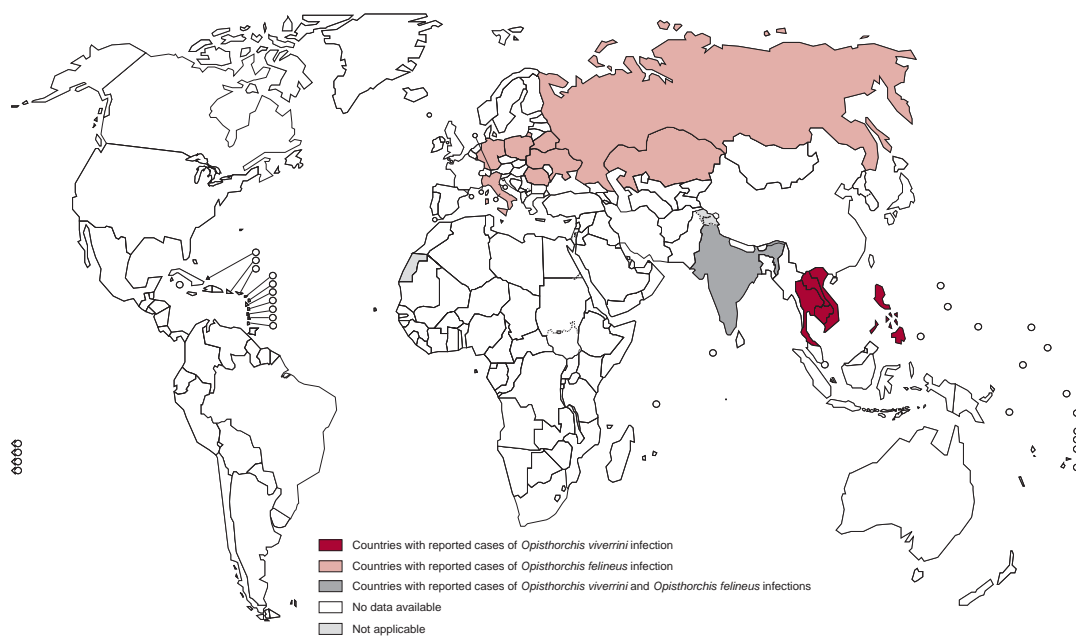 Countries with reported cases of Opisthorchis viverrini infection
Countries with reported cases of Opisthorchis felineus infection
Countries with reported cases of Opisthorchis viverrini and Opisthorchis felineus infections
No data available
Not applicable